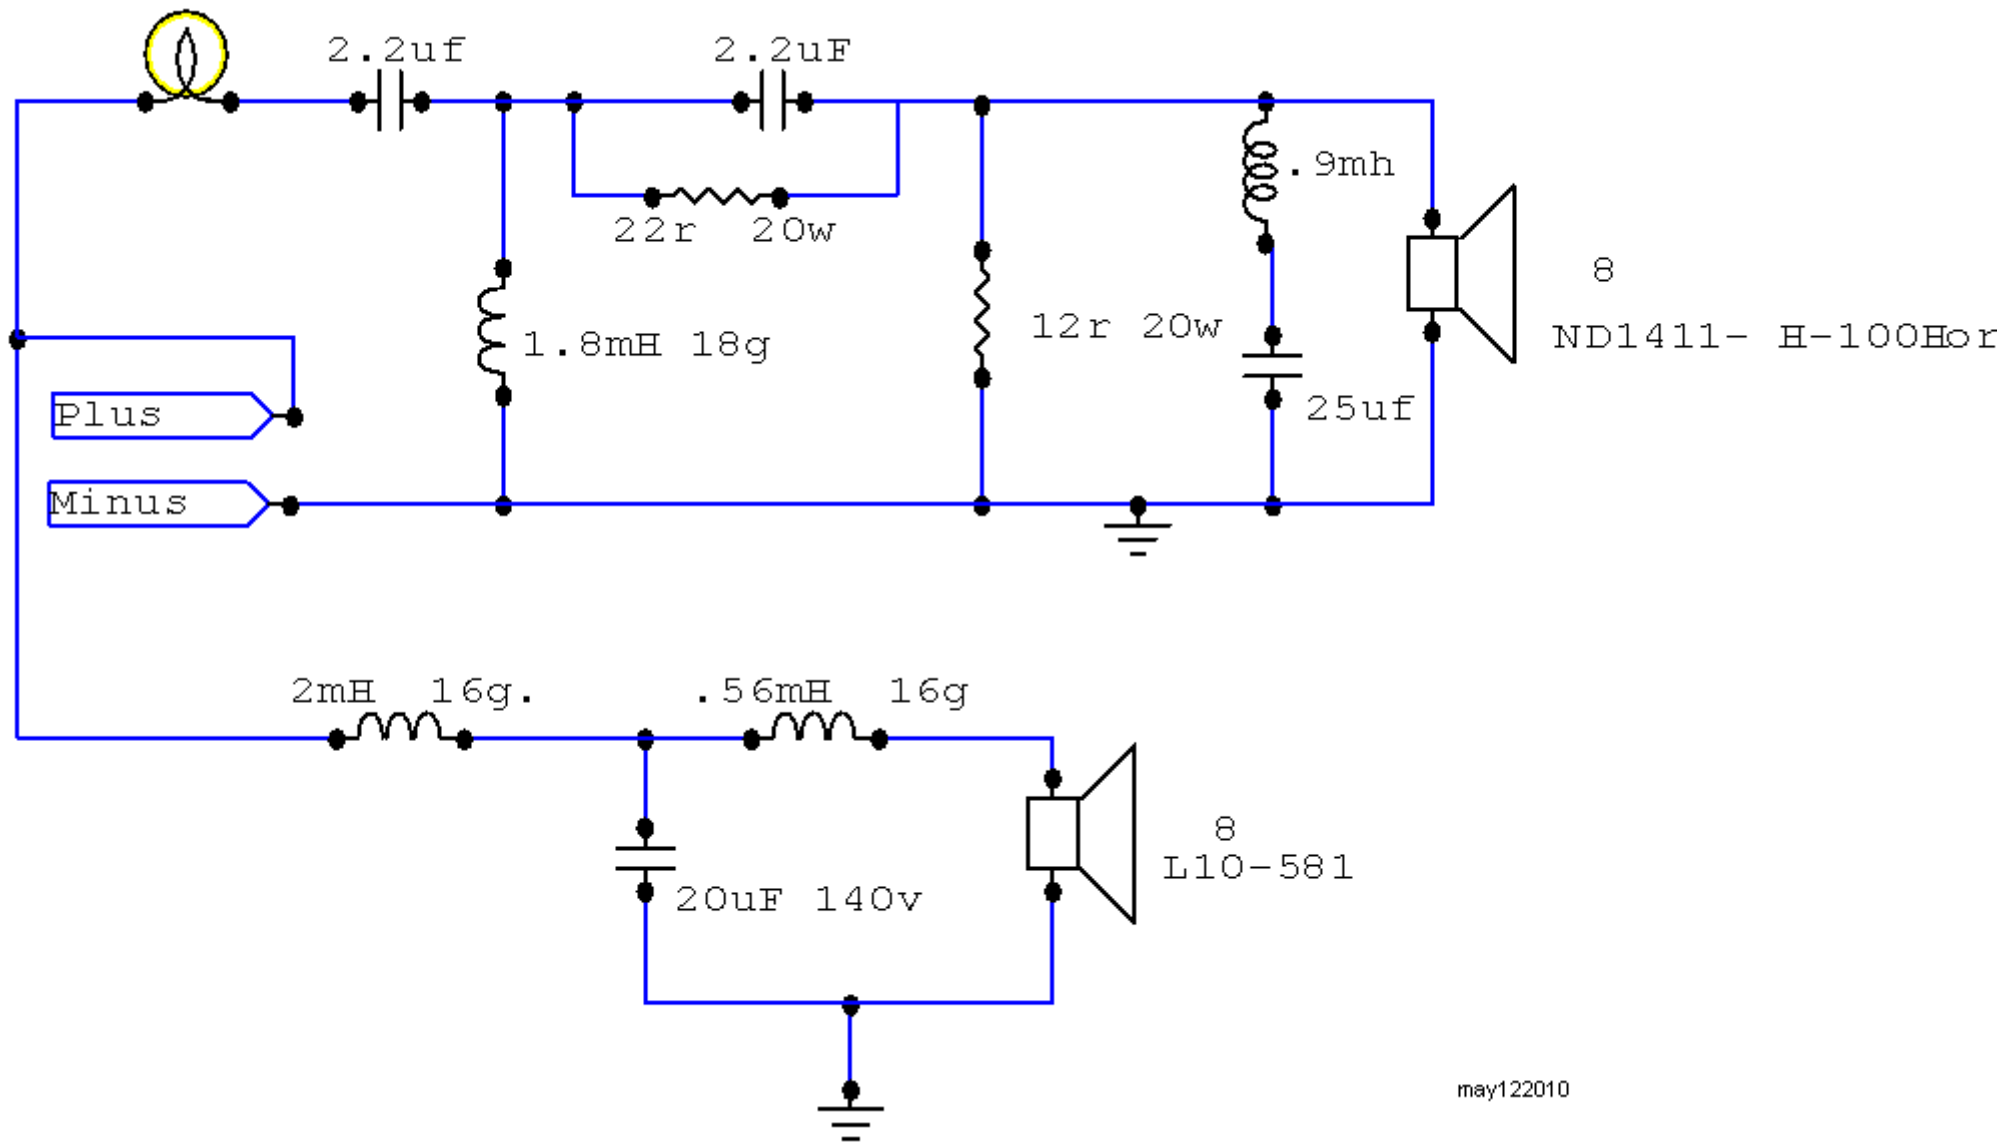 2.2uf
2.2uF
.9mh
22r 20w
8
12r 20w
ND1411- H-100Hor
1.8mH 18g
Plus
25uf
Minus
2mH 16g.
.56mH 16g
8
L10-581
20uF 140v
may122010